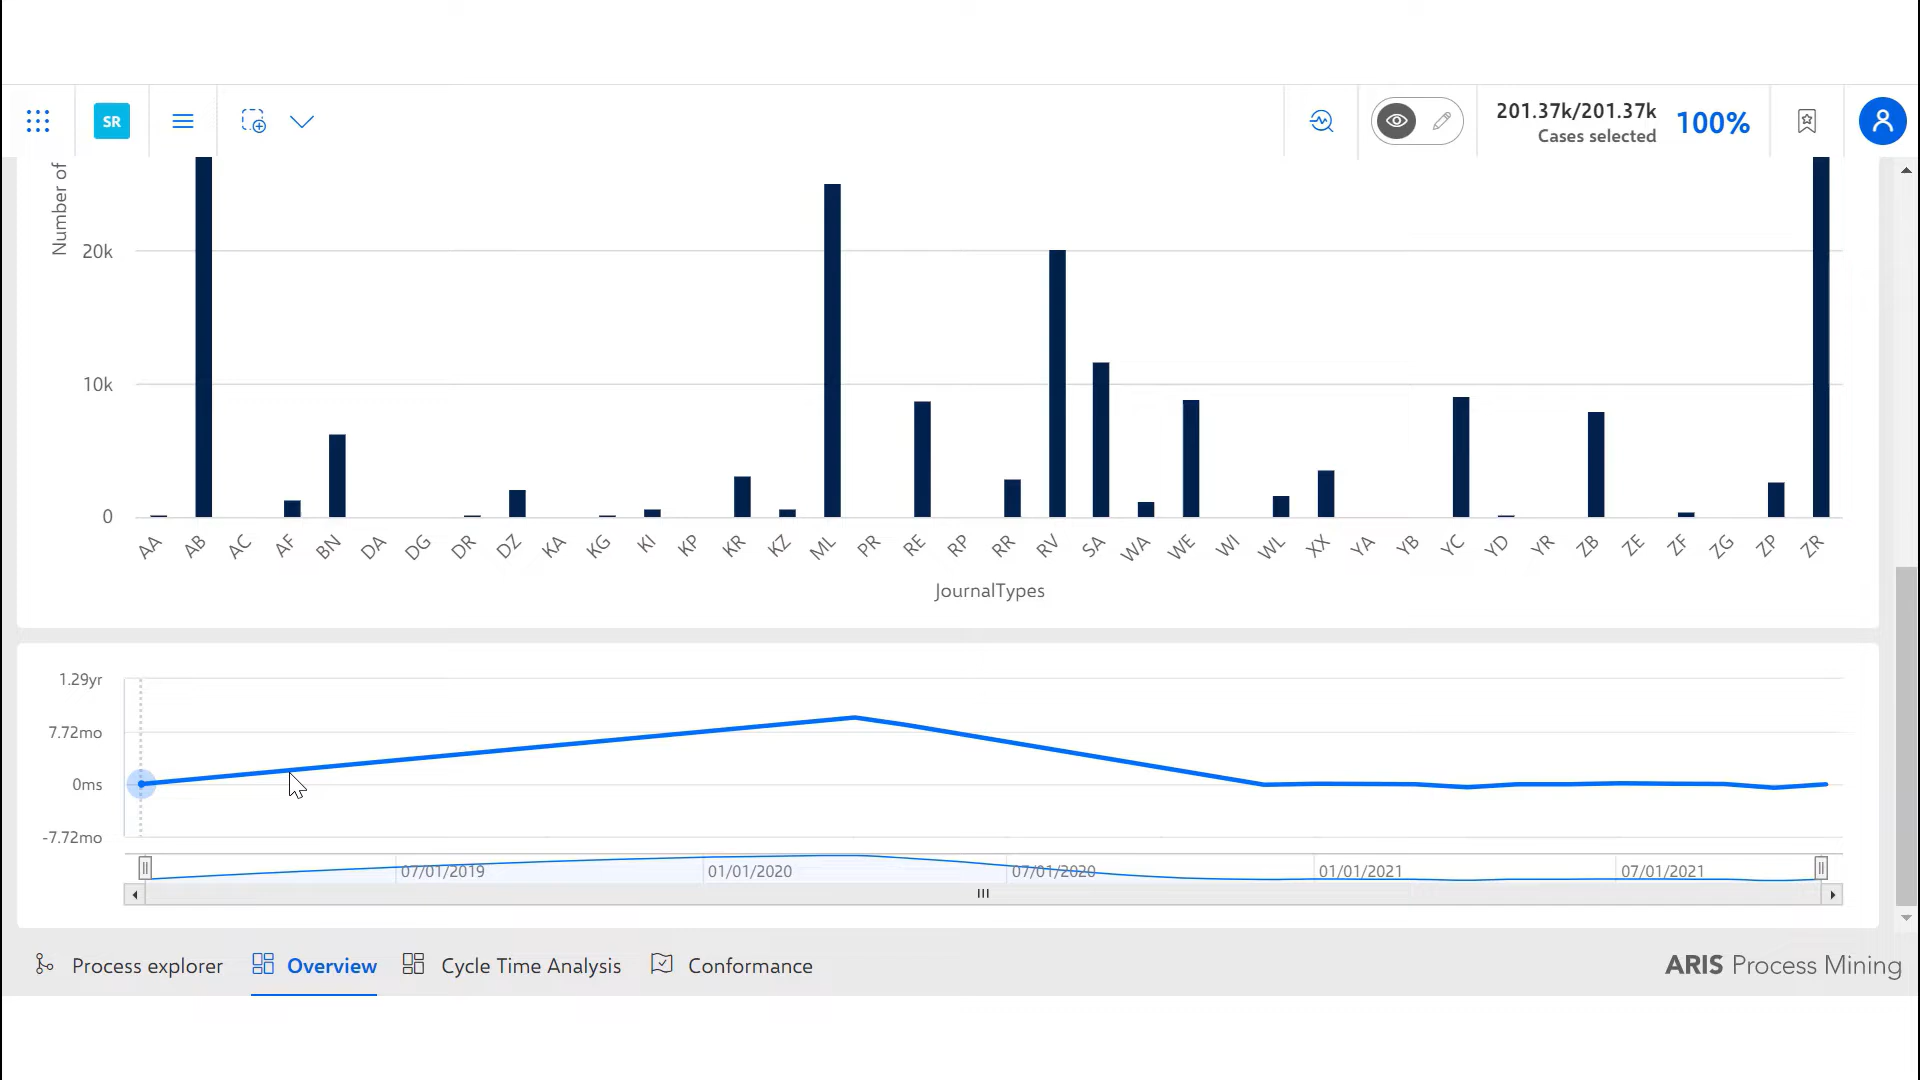 SR
201.37k/201.37k
Cases selected
100%
Number of
20k
10k
0
AA AB AC AF BN DA DG DR DZ KA KG KI KP KR KZ ML PR RE RP RR RV SA WA WE WI WL XX YA YB YC YD YR ZB ZE ZF ZG ZP ZR
JournalTypes
1.29yr
7.72mo
0ms
-7.72mo
07/01/2019 01/01/2020 07/01/2020 01/01/2021 07/01/2021
Process explorer Overview Cycle Time Analysis Conformance
ARIS Process Mining